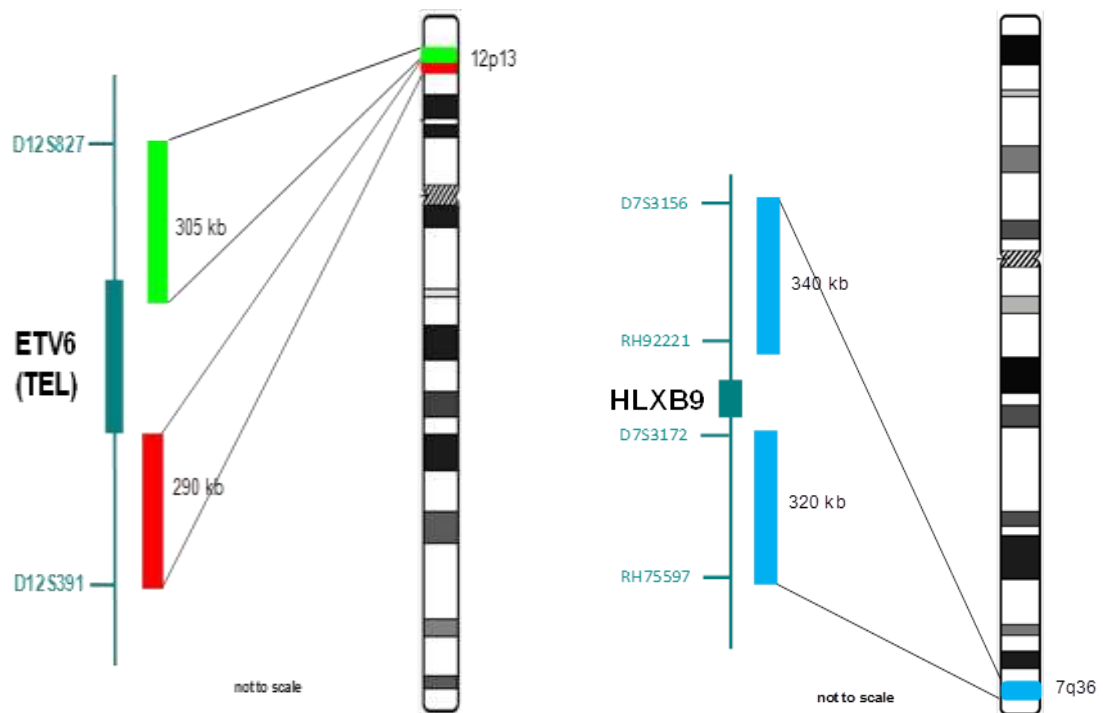 12p13
D12S827
305 kb
ETV6
(TEL)
290 kb
D12S391
not to scale
D7S3156
340 kb
RH92221
HLXB9
D7S3172
320 kb
RH75597
7q36
not to scale